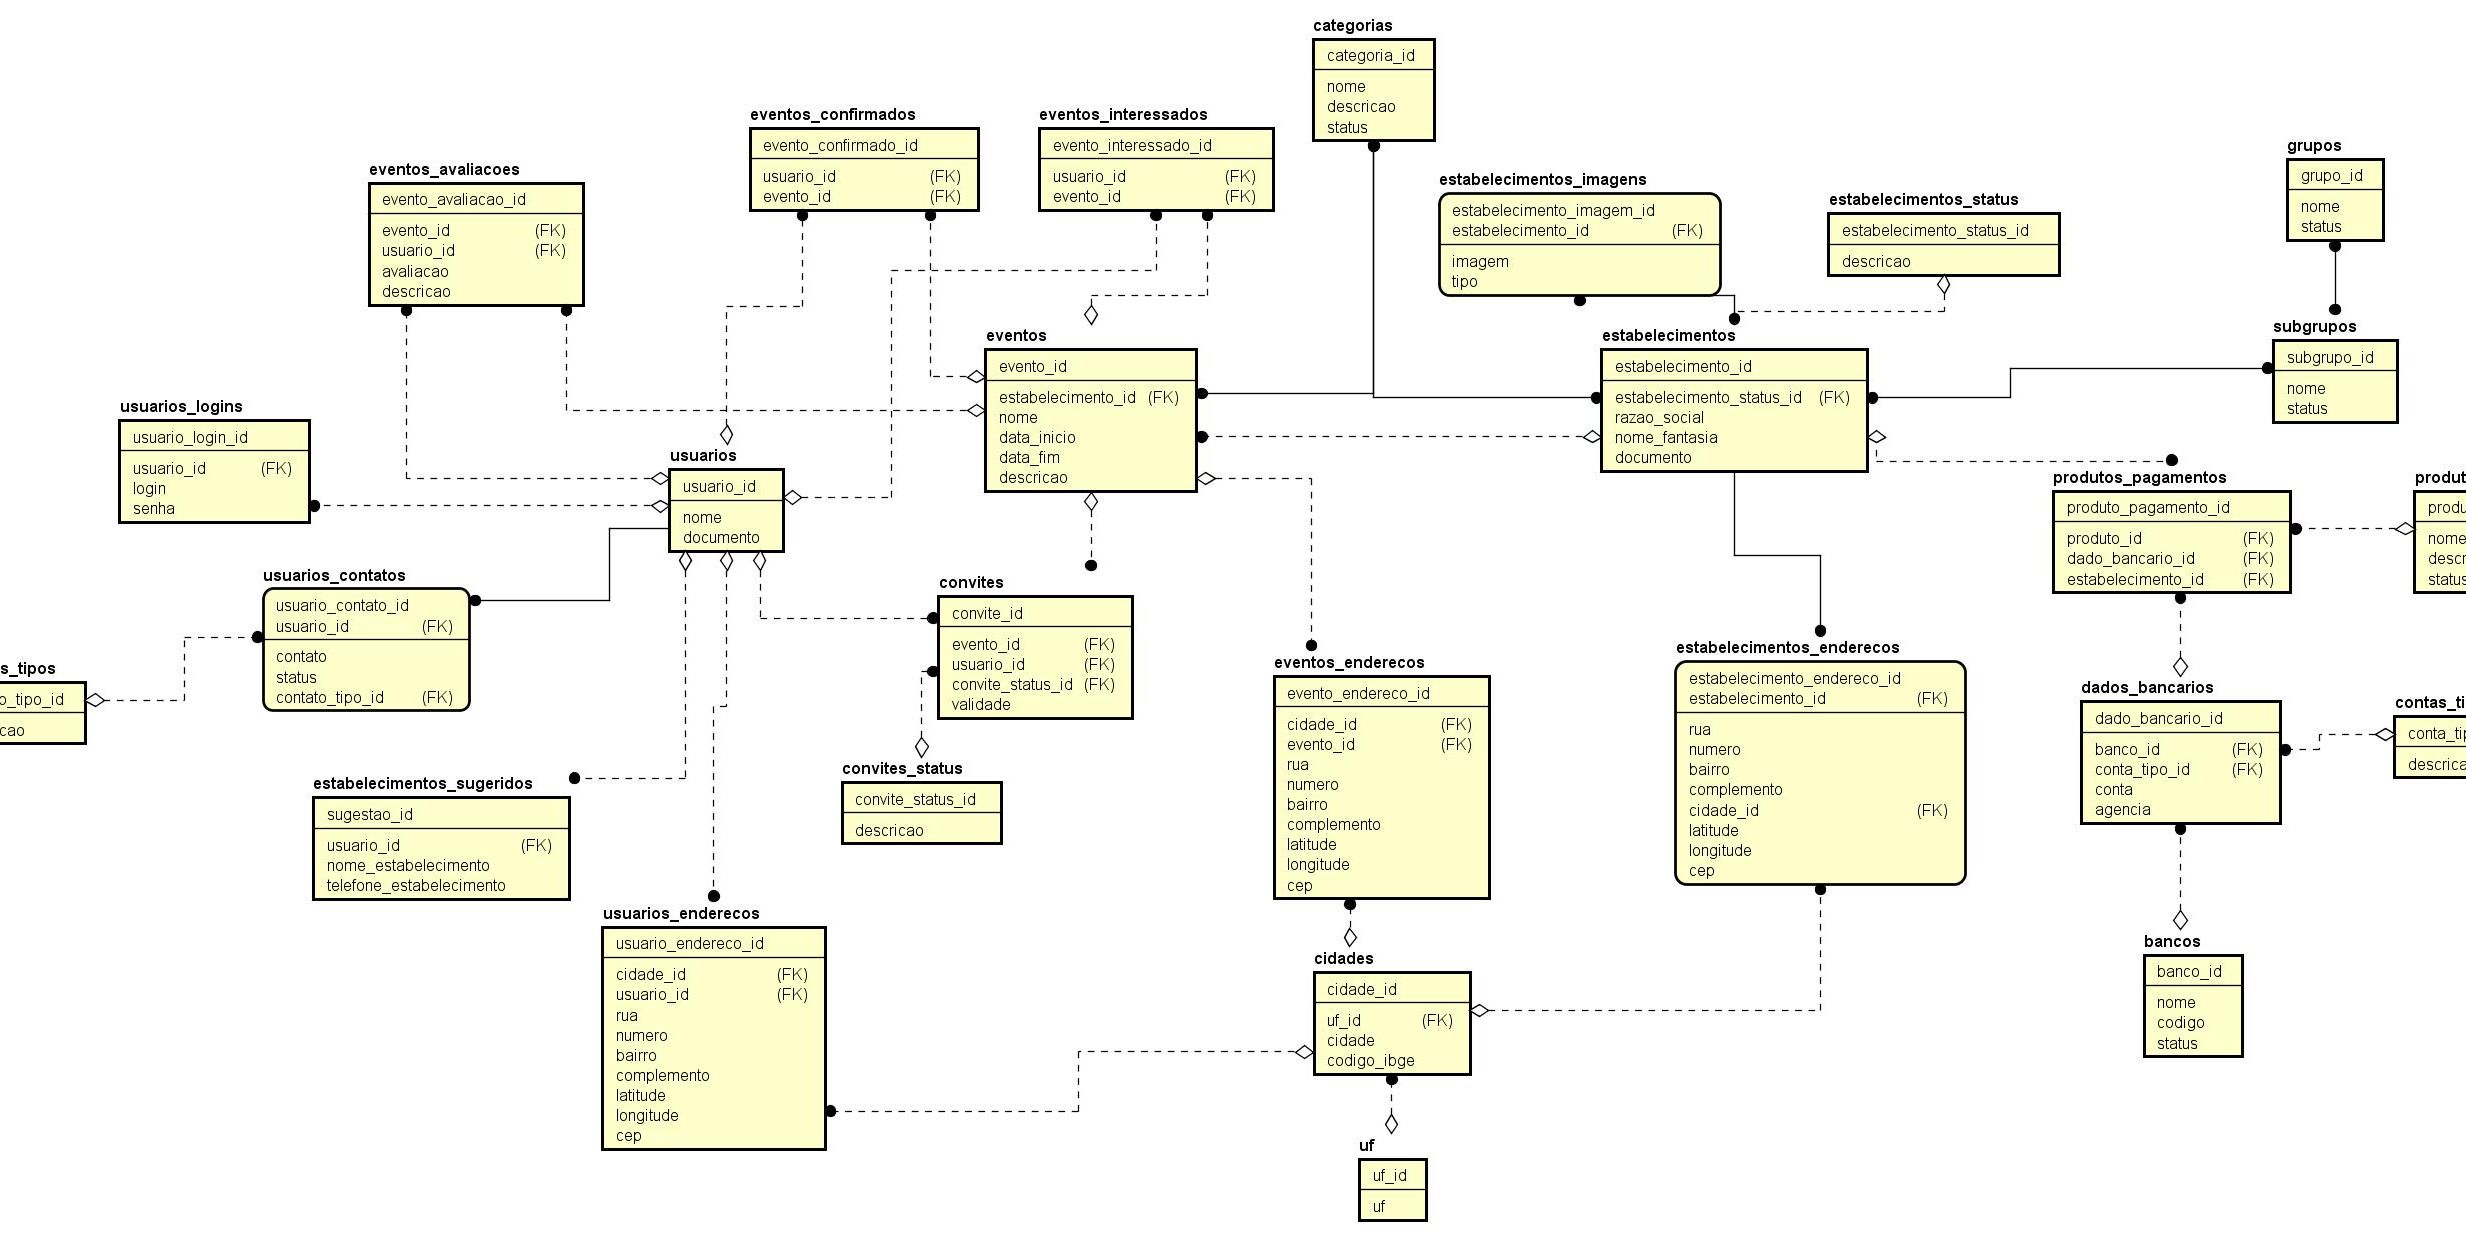 categorias
categoria_id
nome
descricao
status
eventos_confirmados
evento_confirmado_id
usuario_id (FK)
evento_id (FK)
eventos_interessados
evento_interessado_id
usuario_id (FK)
evento_id (FK)
grupos
grupo_id
nome
status
eventos_avaliacoes
evento_avaliacao_id
evento_id (FK)
usuario_id (FK)
avaliacao
descricao
estabelecimentos_imagens
estabelecimento_imagem_id
estabelecimento_id (FK)
imagem
tipo
estabelecimentos_status
estabelecimento_status_id
descricao
subgrupos
subgrupo_id
nome
status
eventos
evento_id
estabelecimento_id (FK)
nome
data_inicio
data_fim
descricao
estabelecimentos
estabelecimento_id
estabelecimento_status_id (FK)
razao_social
nome_fantasia
documento
usuarios_logins
usuario_login_id
usuario_id (FK)
login
senha
usuarios
usuario_id
nome
documento
produtos_pagamentos
produto_pagamento_id
produto_id (FK)
dado_bancario_id (FK)
estabelecimento_id (FK)
produt
produ
nome
descr
status
usuarios_contatos
usuario_contato_id
usuario_id (FK)
contato
status
contato_tipo_id (FK)
convites
convite_id
evento_id (FK)
usuario_id (FK)
convite_status_id (FK)
validade
s_tipos
o_tipo_id
cao
eventos_enderecos
evento_endereco_id
cidade_id (FK)
evento_id (FK)
rua
numero
bairro
complemento
latitude
longitude
cep
estabelecimentos_enderecos
estabelecimento_endereco_id
estabelecimento_id (FK)
rua
numero
bairro
complemento
cidade_id (FK)
latitude
longitude
cep
dados_bancarios
dado_bancario_id
banco_id (FK)
conta_tipo_id (FK)
conta
agencia
contas_ti
conta_tip
descrica
estabelecimentos_sugeridos
sugestao_id
usuario_id (FK)
nome_estabelecimento
telefone_estabelecimento
convites_status
convite_status_id
descricao
usuarios_enderecos
usuario_endereco_id
cidade_id (FK)
usuario_id (FK)
rua
numero
bairro
complemento
latitude
longitude
cep
cidades
cidade_id
uf_id (FK)
cidade
codigo_ibge
bancos
banco_id
nome
codigo
status
uf
uf_id
uf